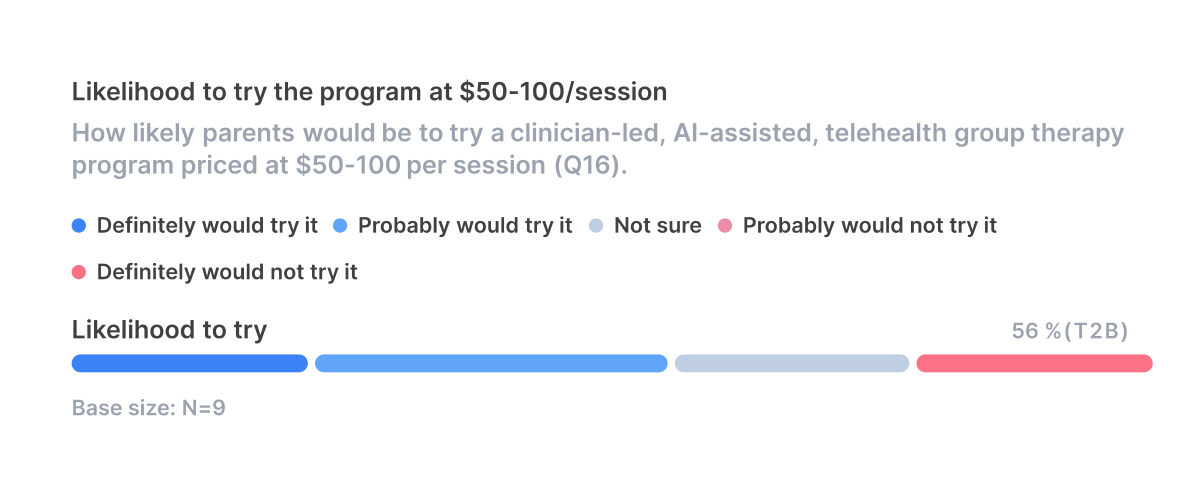 Likelihood to try the program at $50-100/session
How likely parents would be to try a clinician-led, AI-assisted, telehealth group therapy
program priced at $50-100 per session (Q16).
Definitely would try it Probably would try it Not sure Probably would not try it
Definitely would not try it
Likelihood to try 56 %(T2B)
Base size: N=9